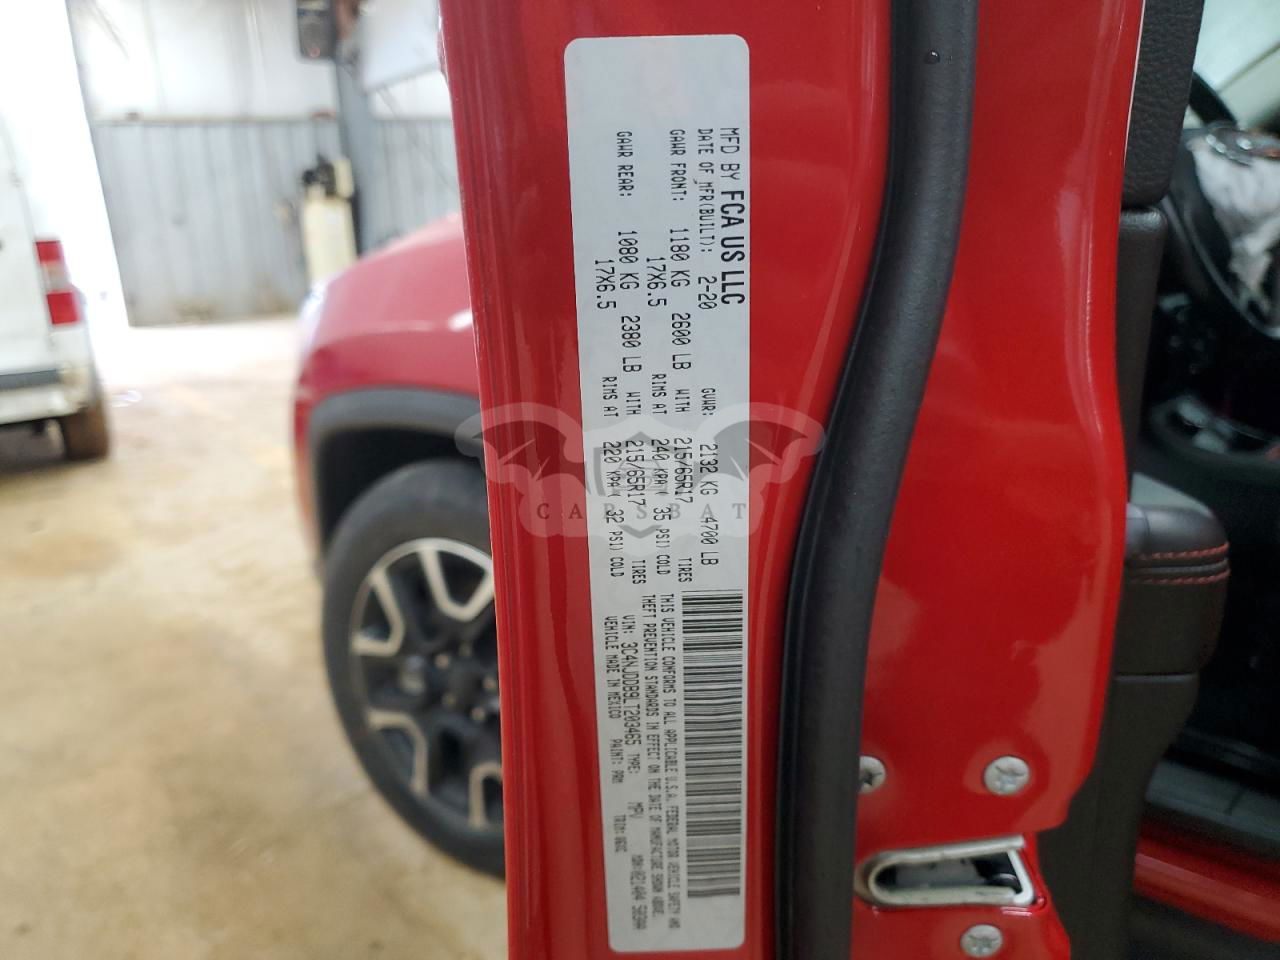 MFD BY FCA US LLC
DATE OF MFR(BUILT): 2-20 GVWR: 2132 KG 4700 LB
GAWR FRONT: 1180 KG 2600 LB WITH 215/65R17 TIRES
17X6.5 RIMS AT 240 KPA( 35 PSI) COLD
GAWR REAR: 1080 KG 2380 LB WITH 215/65R17 TIRES
17X6.5 RIMS AT 220 KPA( 32 PSI) COLD
THIS VEHICLE CONFORMS TO ALL APPLICABLE U.S.A. FEDERAL MOTOR VEHICLE SAFETY AND
THEFT PREVENTION STANDARDS IN EFFECT ON THE DATE OF MANUFACTURE SHOWN ABOVE.
VIN: 3C4NJDDB9LT203465 TYPE: MPV
VEHICLE MADE IN MEXICO PAINT: PRM TRIM:
CARSBAT